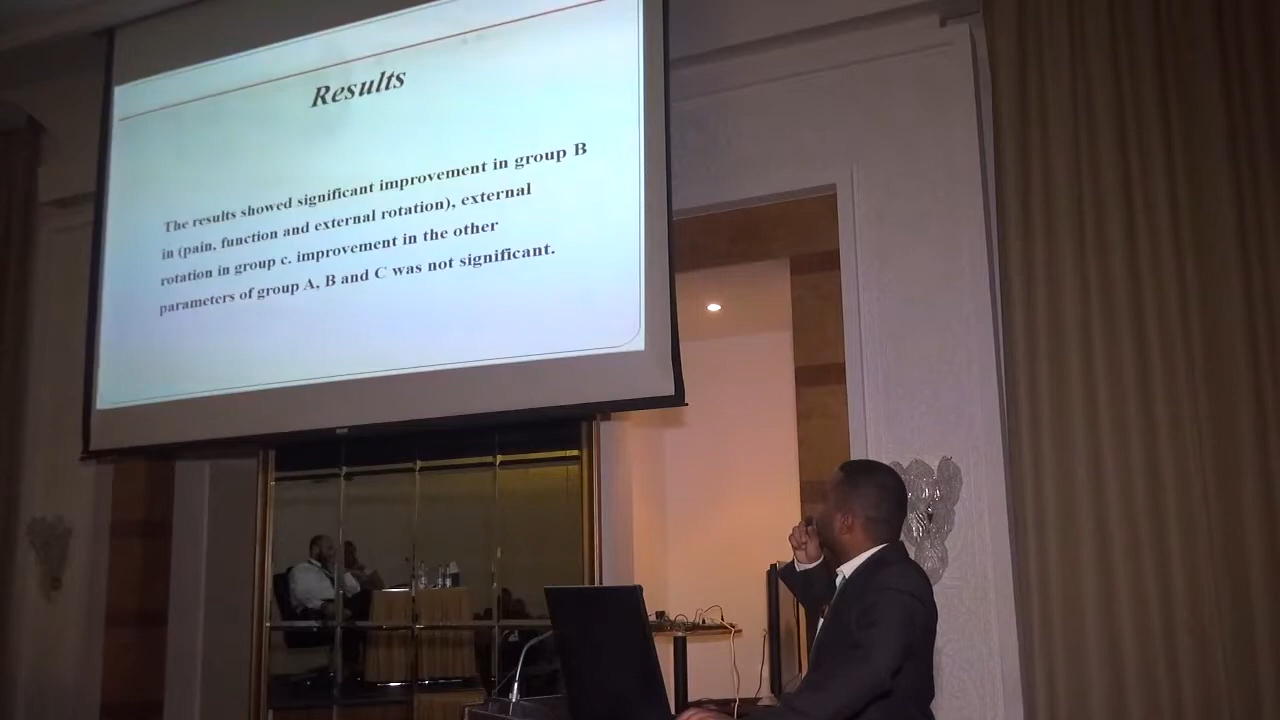 Results
The results showed significant improvement in group B
in (pain, function and external rotation), external
rotation in group c. improvement in the other
parameters of group A, B and C was not significant.